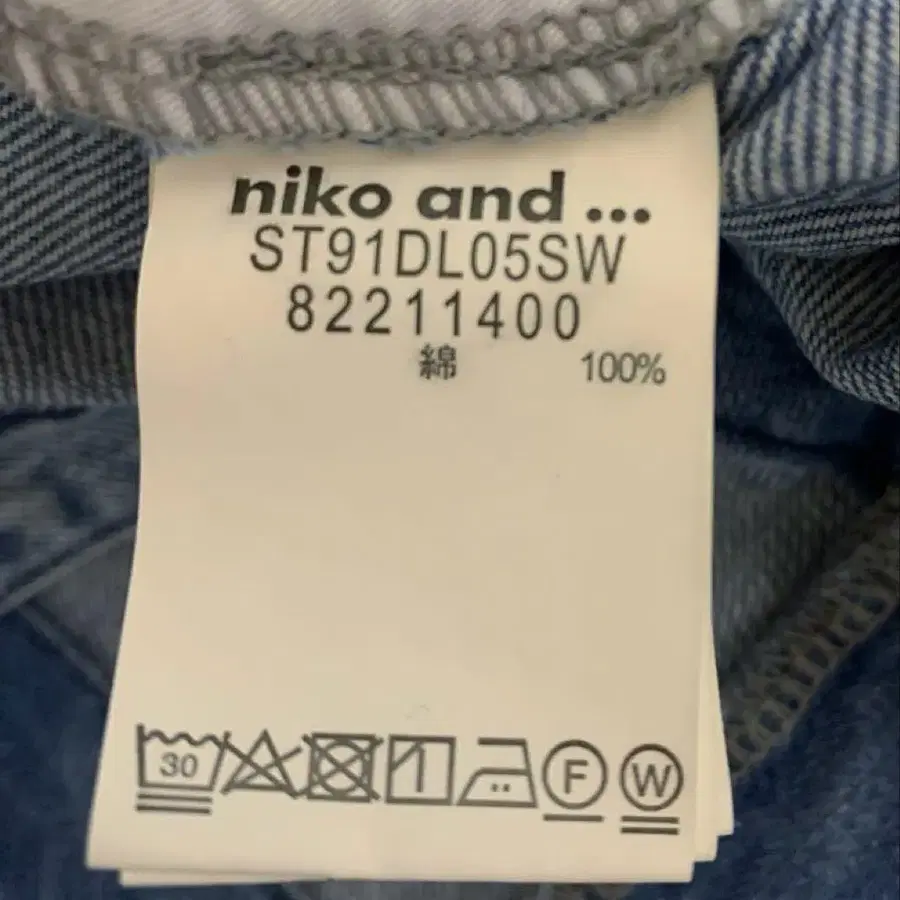 niko and ...
ST91DL05SW
82211400
綿 100%
30 F W